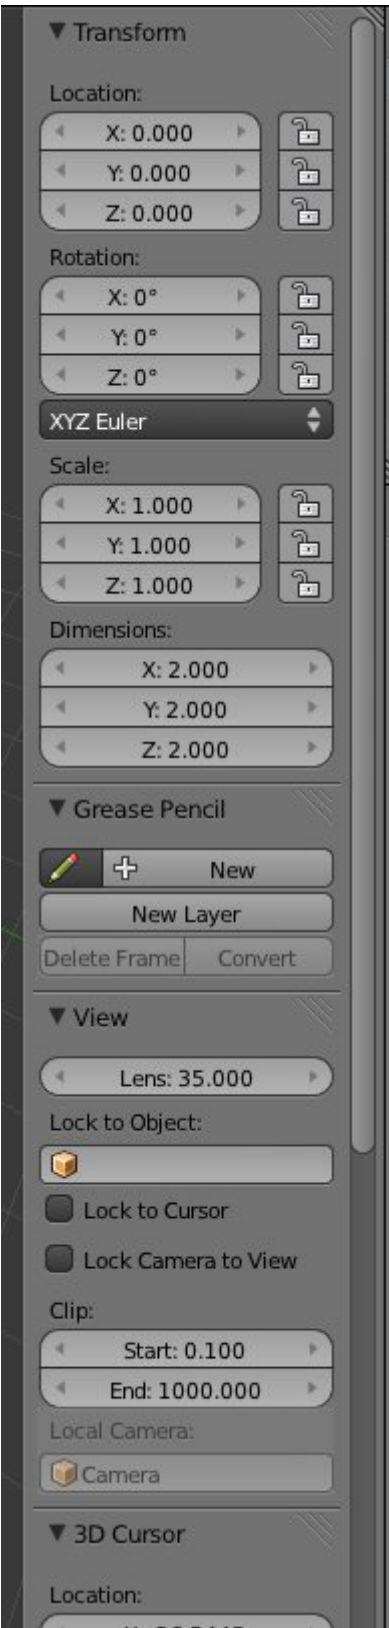 Transform
Location:
X: 0.000
Y: 0.000
Z: 0.000
Rotation:
X: 0°
Y: 0°
Z: 0°
XYZ Euler
Scale:
X: 1.000
Y: 1.000
Z: 1.000
Dimensions:
X: 2.000
Y: 2.000
Z: 2.000
Grease Pencil
New
New Layer
Delete Frame Convert
View
Lens: 35.000
Lock to Object:
Lock to Cursor
Lock Camera to View
Clip:
Start: 0.100
End: 1000.000
Local Camera:
Camera
3D Cursor
Location: